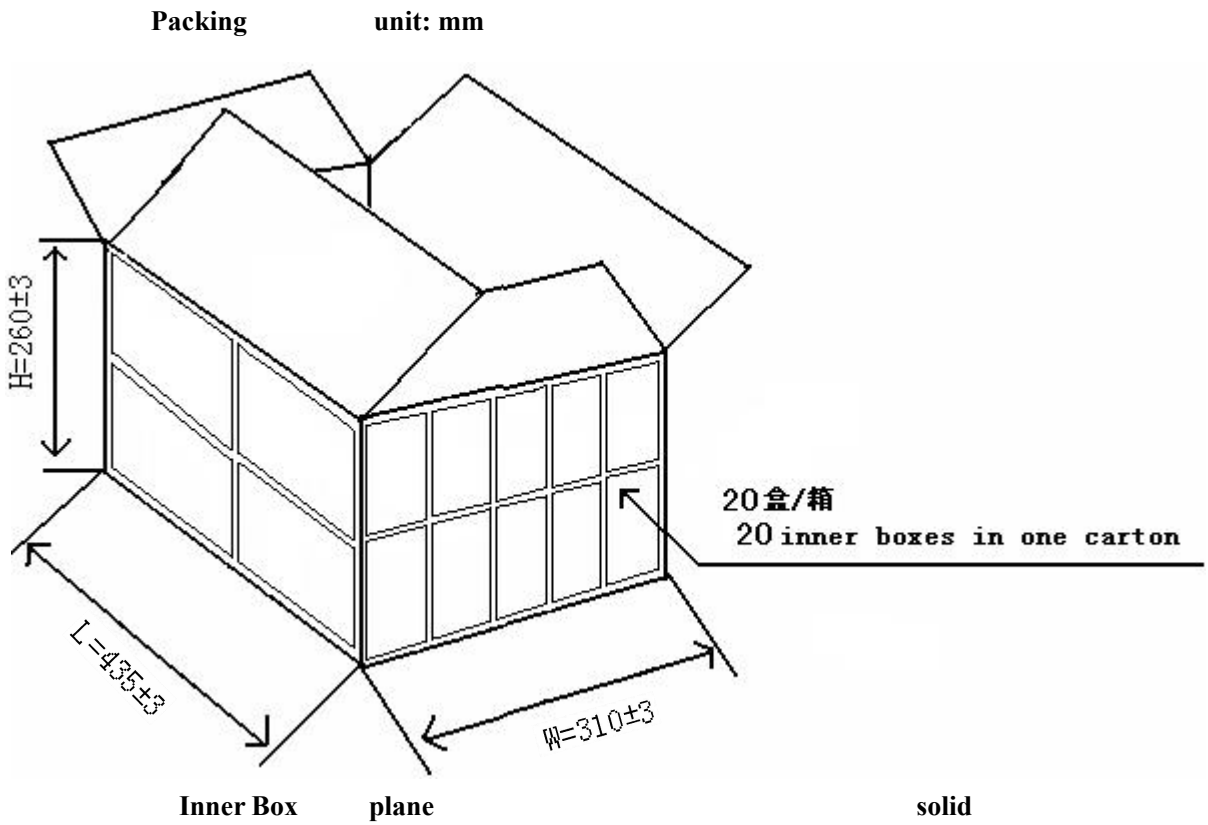 Packing unit: mm
H=260±3
20盒/箱
20 inner boxes in one carton
L=435±3
W=310±3
Inner Box plane solid